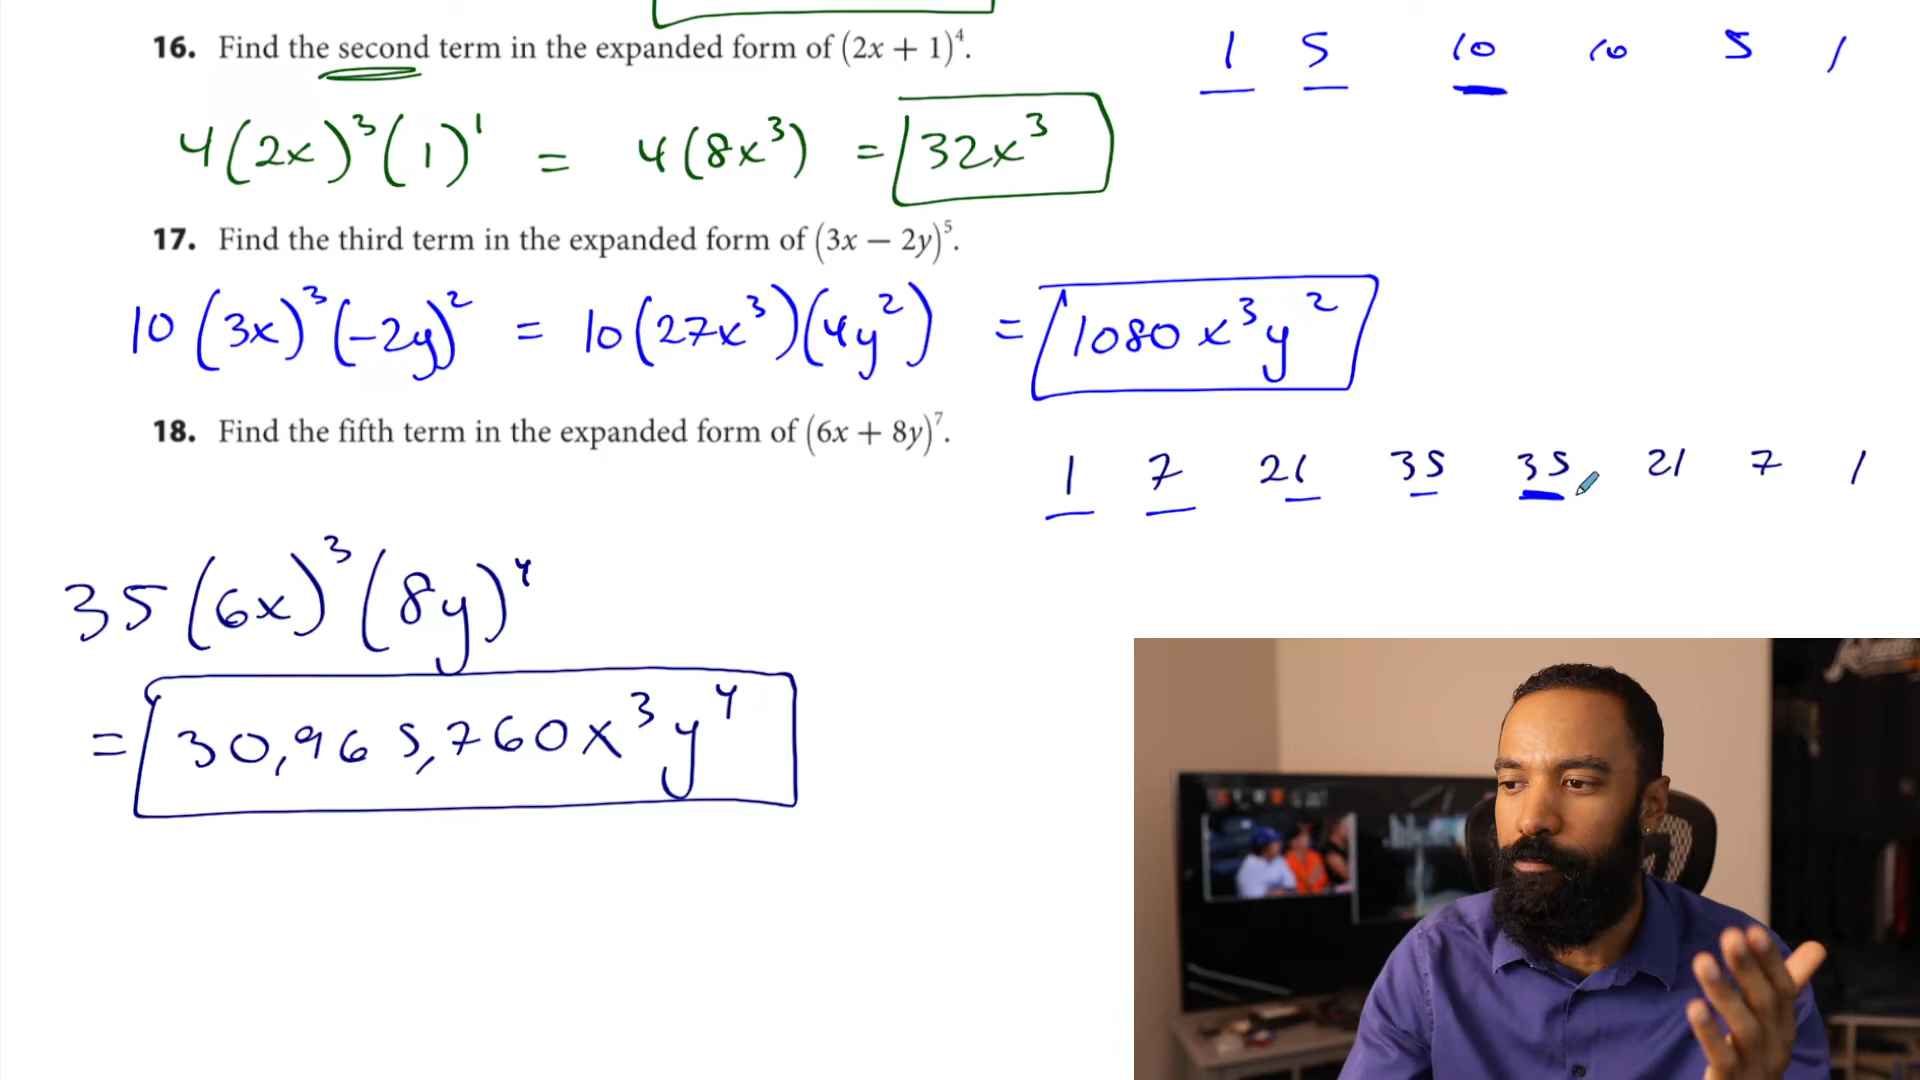 16. Find the second term in the expanded form of (2x + 1)⁴.
1 5 10 10 5 1
4(2x)³(1)¹ = 4(8x³) = 32x³
17. Find the third term in the expanded form of (3x − 2y)⁵.
10(3x)³(-2y)² = 10(27x³)(4y²) = 1080x³y²
18. Find the fifth term in the expanded form of (6x + 8y)⁷.
1 7 21 35 35 21 7 1
35(6x)³(8y)⁴
= 30,965,760x³y⁴